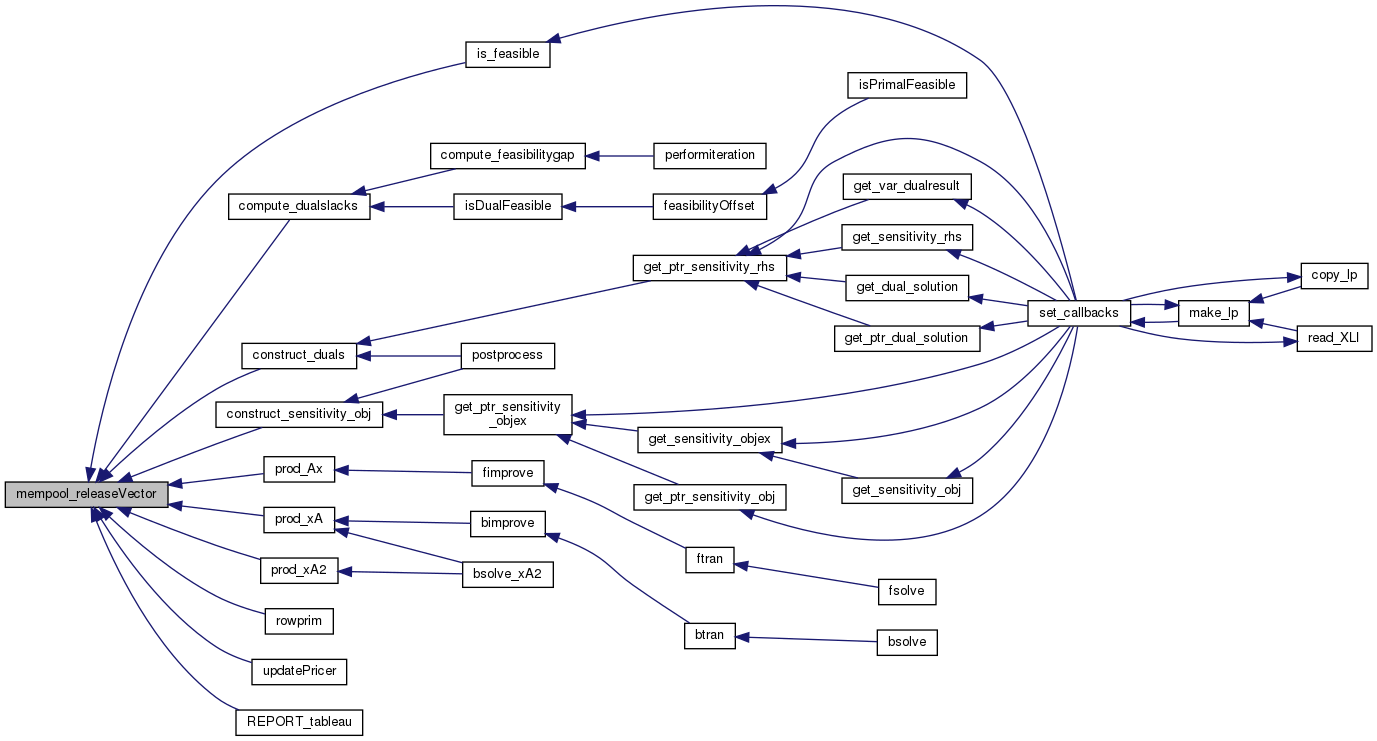 is_feasible
isPrimalFeasible
compute_feasibilitygap
performiteration
get_var_dualresult
compute_dualslacks
isDualFeasible
feasibilityOffset
get_sensitivity_rhs
get_ptr_sensitivity_rhs
copy_lp
get_dual_solution
set_callbacks
make_lp
get_ptr_dual_solution
read_XLI
construct_duals
postprocess
construct_sensitivity_obj
get_ptr_sensitivity
_objex
get_sensitivity_objex
prod_Ax
fimprove
mempool_releaseVector
get_ptr_sensitivity_obj
get_sensitivity_obj
prod_xA
bimprove
ftran
prod_xA2
bsolve_xA2
fsolve
rowprim
btran
bsolve
updatePricer
REPORT_tableau